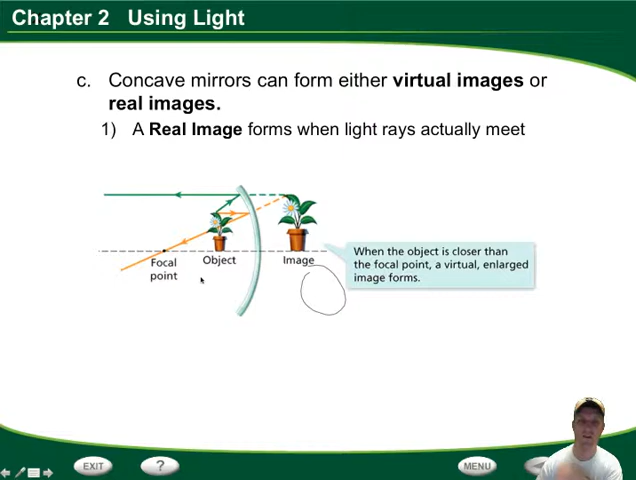 Chapter 2 Using Light
c. Concave mirrors can form either virtual images or
real images.
1) A Real Image forms when light rays actually meet
Focal
point
Object
Image
When the object is closer than
the focal point, a virtual, enlarged
image forms.
EXIT
?
MENU